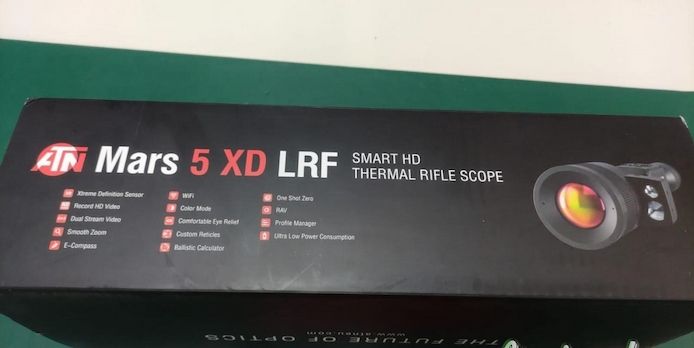 ATN Mars 5 XD LRF
SMART HD
THERMAL RIFLE SCOPE
Xtreme Definition Sensor
Record HD Video
Dual Stream Video
Smooth Zoom
E-Compass
WiFi
Color Mode
Comfortable Eye Relief
Custom Reticles
Ballistic Calculator
One Shot Zero
RAV
Profile Manager
Ultra Low Power Consumption
THE FUTURE OF OPTICS
www.atneu.com